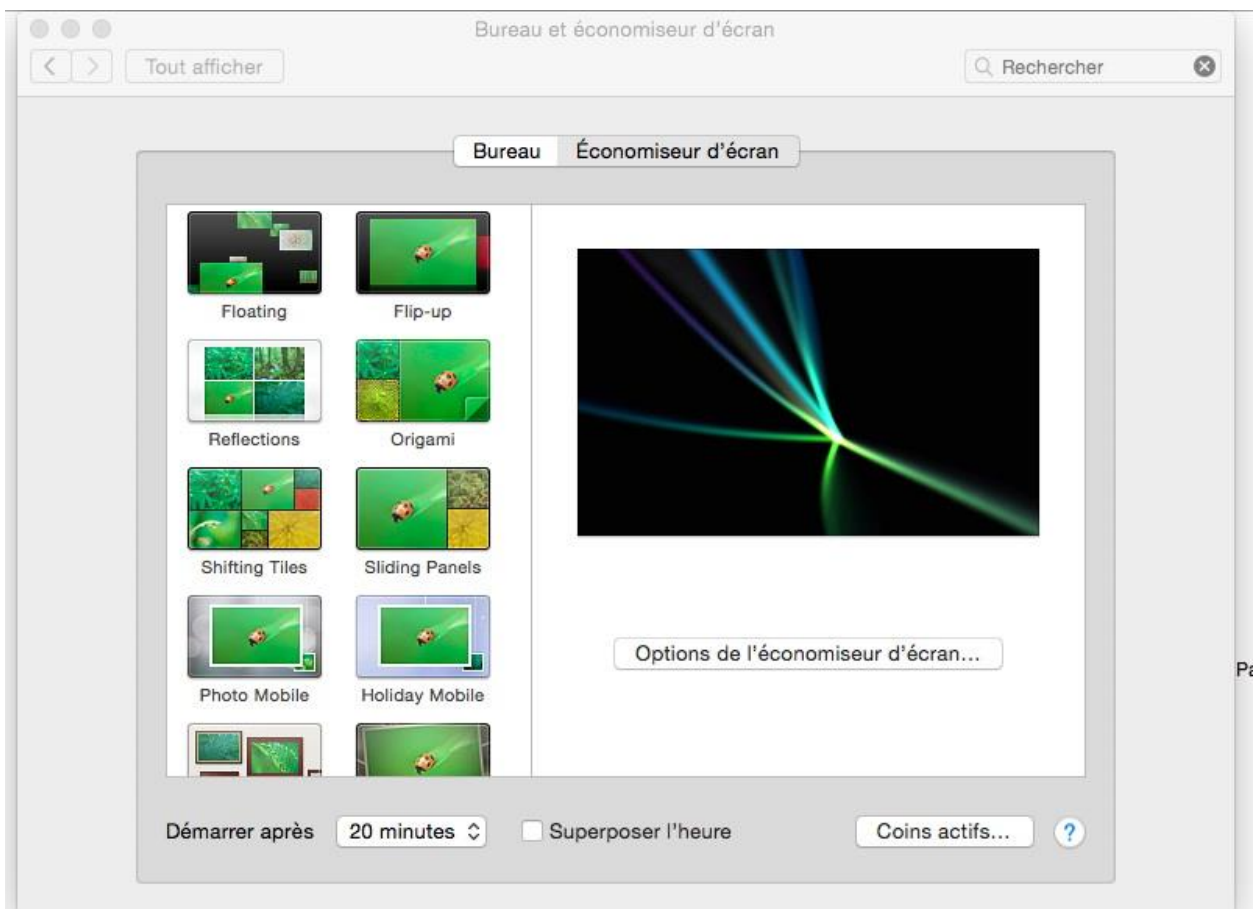 Bureau et économiseur d'écran
Tout afficher
Rechercher
Bureau Économiseur d'écran
Floating Flip-up
Reflections Origami
Shifting Tiles Sliding Panels
Options de l'économiseur d'écran...
Photo Mobile Holiday Mobile
Pa
Démarrer après 20 minutes Superposer l'heure Coins actifs... ?